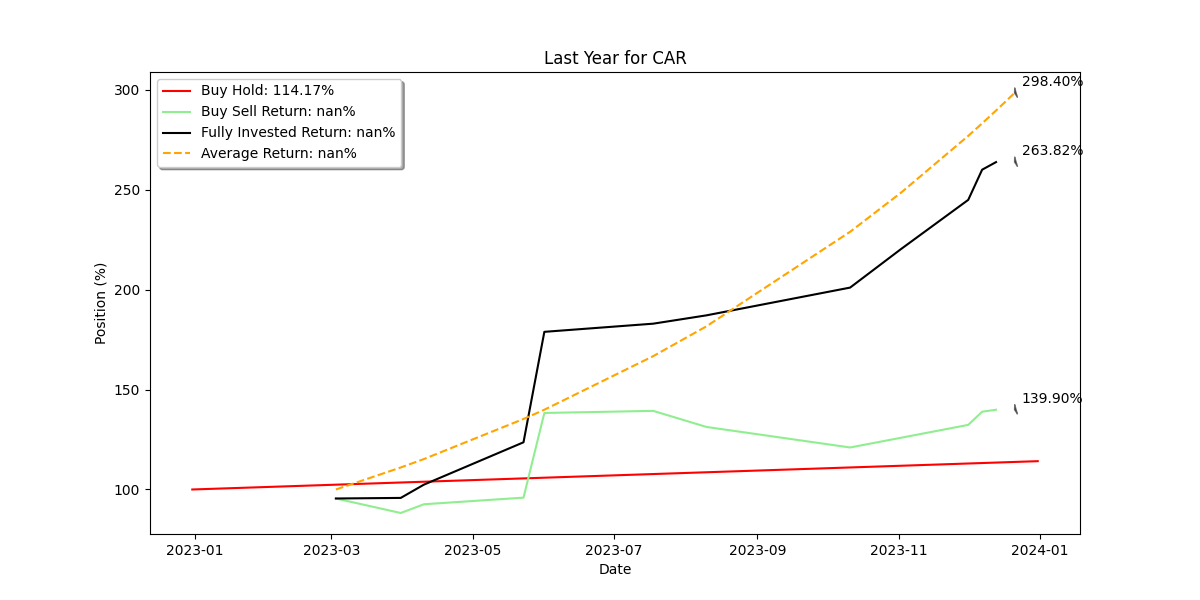 Last Year for CAR
Buy Hold: 114.17%
Buy Sell Return: nan%
Fully Invested Return: nan%
Average Return: nan%
298.40%
263.82%
139.90%
300
250
200
150
100
Position (%)
2023-01 2023-03 2023-05 2023-07 2023-09 2023-11 2024-01
Date